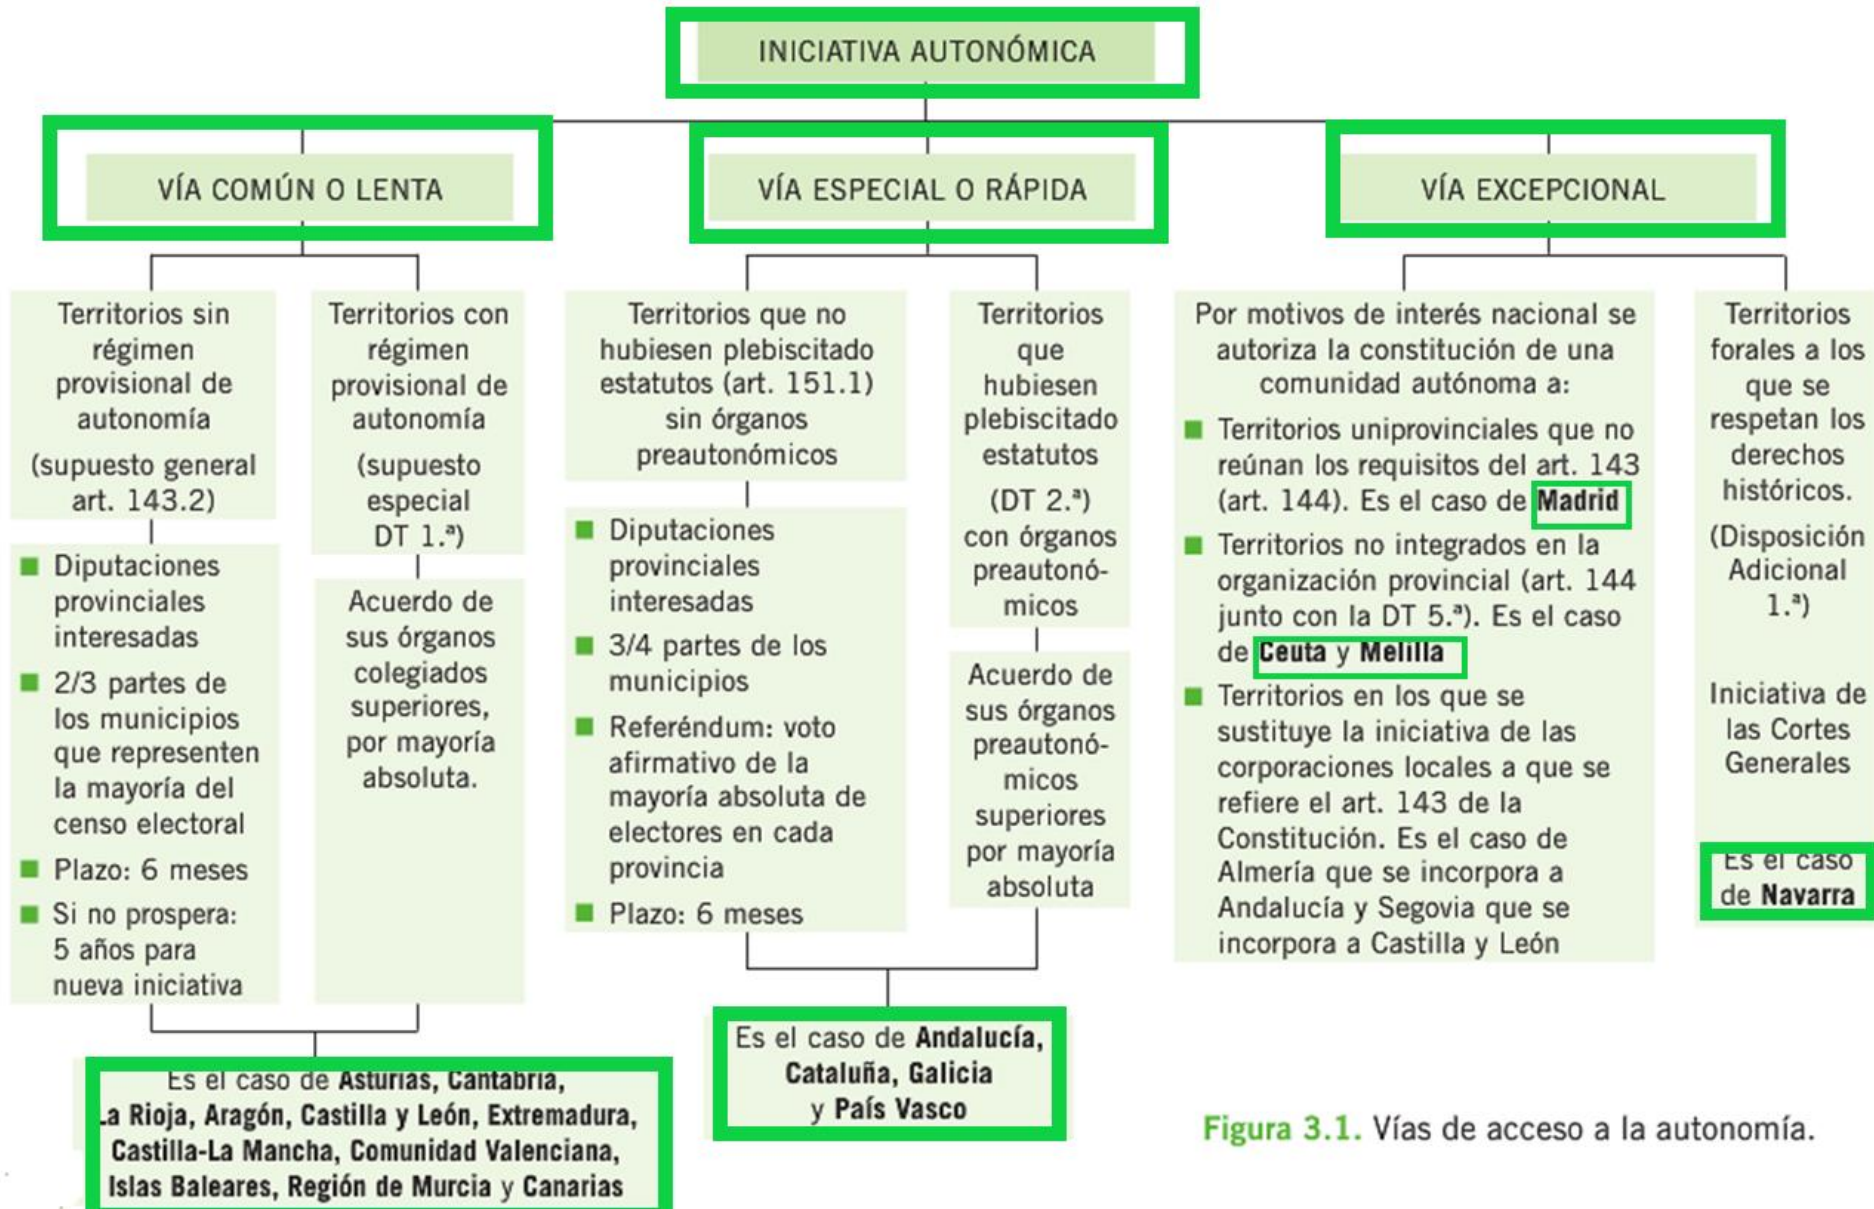 INICIATIVA AUTONÓMICA
VÍA COMÚN O LENTA
Territorios sin
régimen
provisional de
autonomía
(supuesto general
art. 143.2)
■ Diputaciones
provinciales
interesadas
■ 2/3 partes de
los municipios
que representen
la mayoría del
censo electoral
■ Plazo: 6 meses
■ Si no prospera:
5 años para
nueva iniciativa
Territorios con
régimen
provisional de
autonomía
(supuesto
especial
DT 1.ª)
Acuerdo de
sus órganos
colegiados
superiores,
por mayoría
absoluta.
Es el caso de Asturias, Cantabria,
La Rioja, Aragón, Castilla y León, Extremadura,
Castilla-La Mancha, Comunidad Valenciana,
Islas Baleares, Región de Murcia y Canarias
VÍA ESPECIAL O RÁPIDA
Territorios que no
hubiesen plebiscitado
estatutos (art. 151.1)
sin órganos
preautonómicos
■ Diputaciones
provinciales
interesadas
■ 3/4 partes de los
municipios
■ Referéndum: voto
afirmativo de la
mayoría absoluta de
electores en cada
provincia
■ Plazo: 6 meses
Territorios
que
hubiesen
plebiscitado
estatutos
(DT 2.ª)
con órganos
preautonó-
micos
Acuerdo de
sus órganos
preautonó-
micos
superiores
por mayoría
absoluta
Es el caso de Andalucía,
Cataluña, Galicia
y País Vasco
VÍA EXCEPCIONAL
Por motivos de interés nacional se
autoriza la constitución de una
comunidad autónoma a:
■ Territorios uniprovinciales que no
reúnan los requisitos del art. 143
(art. 144). Es el caso de Madrid
■ Territorios no integrados en la
organización provincial (art. 144
junto con la DT 5.ª). Es el caso
de Ceuta y Melilla
■ Territorios en los que se
sustituye la iniciativa de las
corporaciones locales a que se
refiere el art. 143 de la
Constitución. Es el caso de
Almería que se incorpora a
Andalucía y Segovia que se
incorpora a Castilla y León
Territorios
forales a los
que se
respetan los
derechos
históricos.
(Disposición
Adicional
1.ª)
Iniciativa de
las Cortes
Generales
Es el caso
de Navarra
Figura 3.1. Vías de acceso a la autonomía.